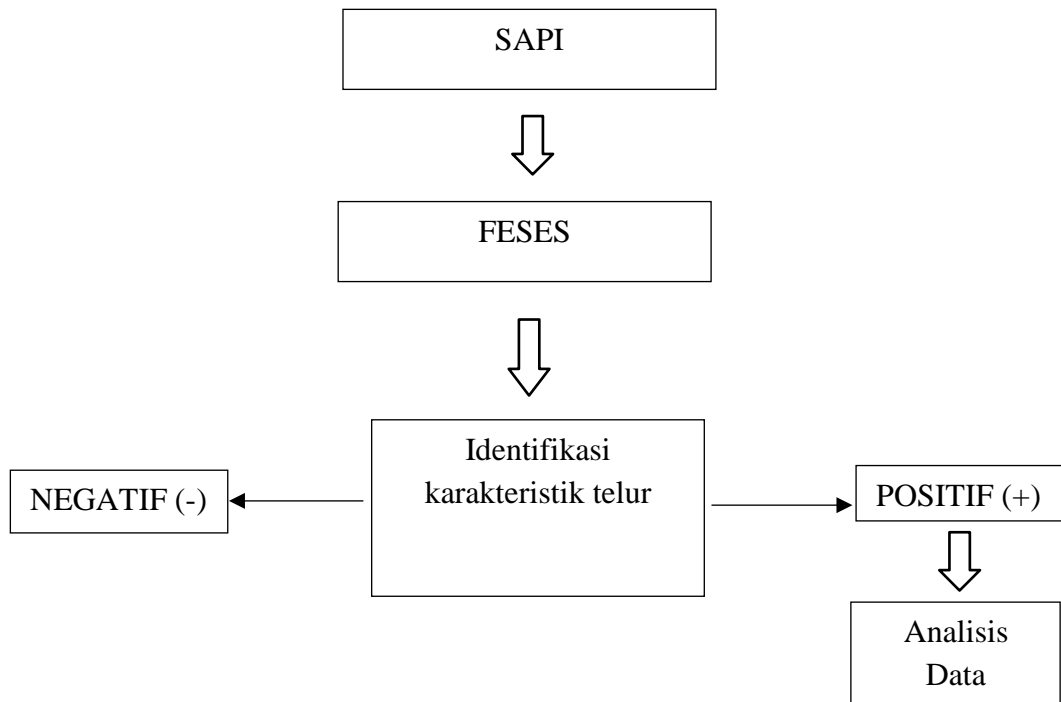 SAPI
FESES
Identifikasi
karakteristik telur
NEGATIF (-)
POSITIF (+)
Analisis
Data